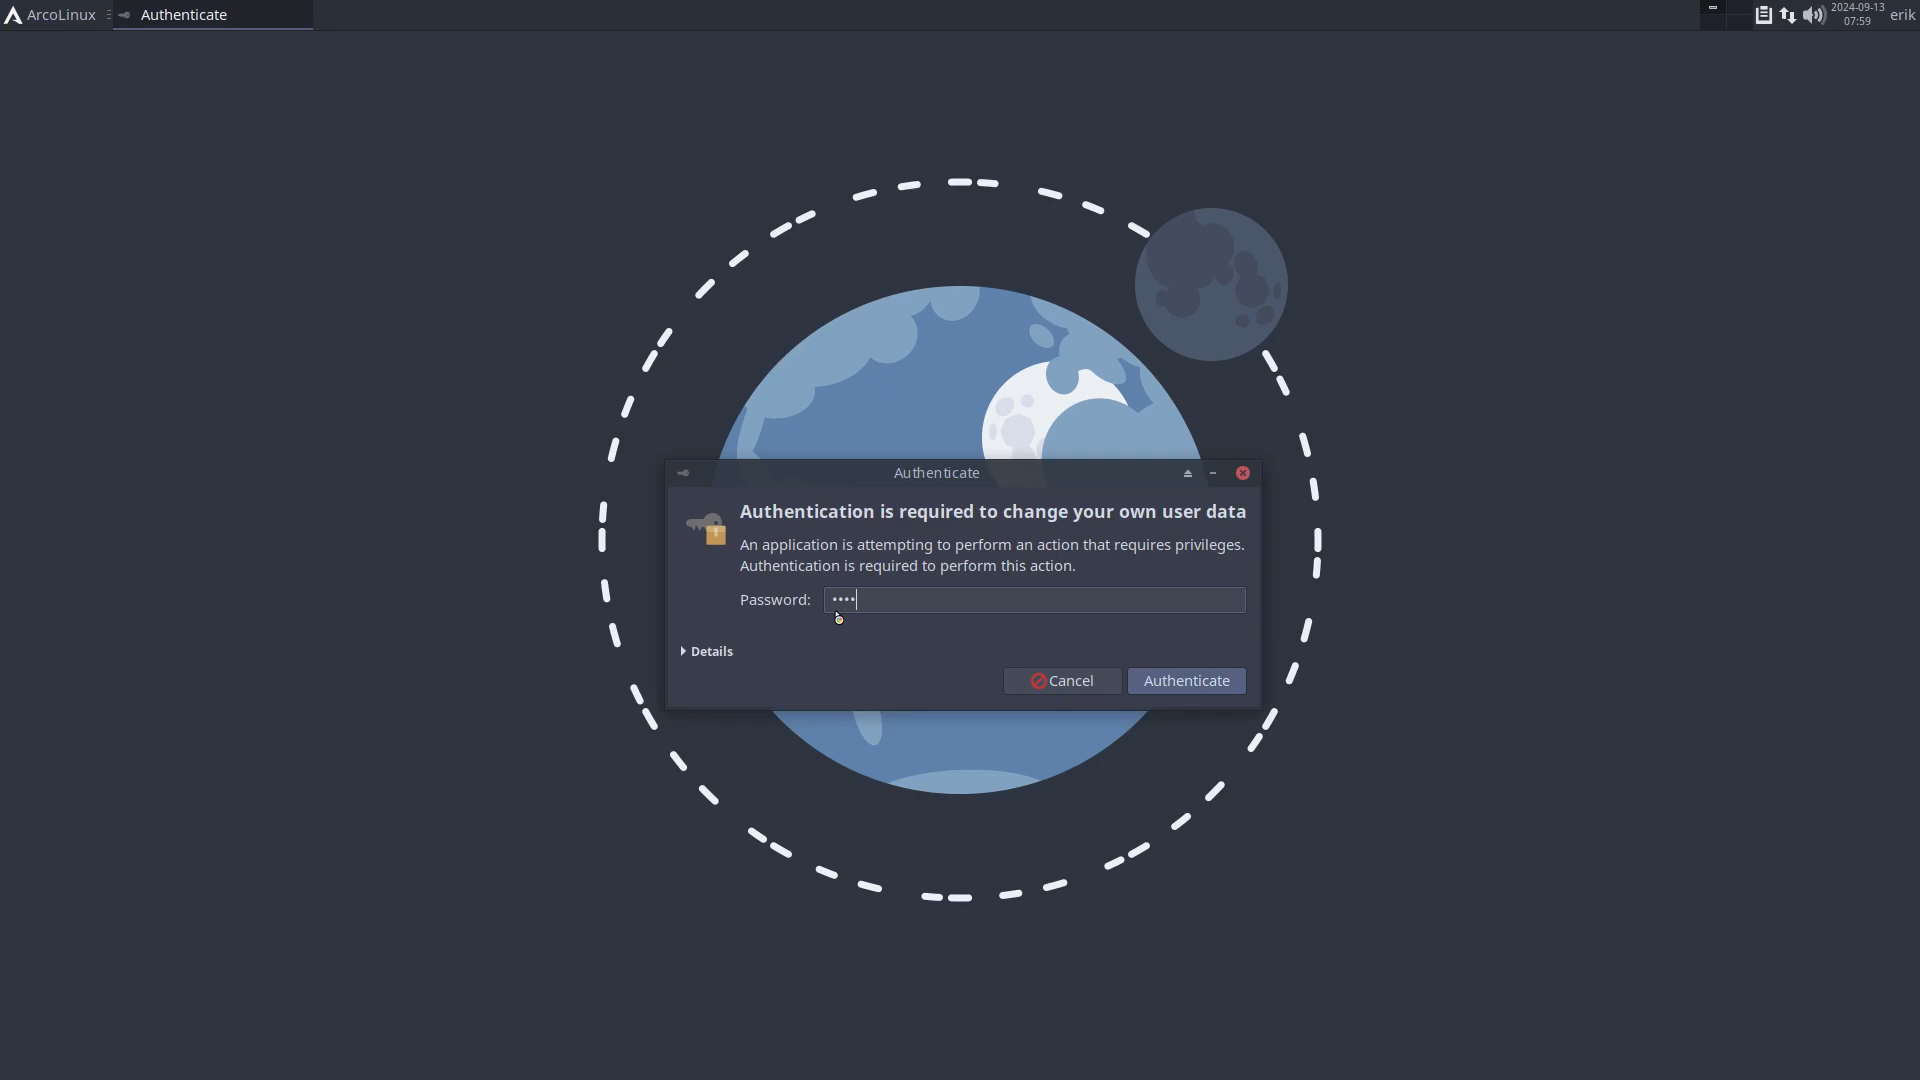 ArcoLinux
Authenticate
2024-09-13
07:59
erik
Authenticate
Authentication is required to change your own user data
An application is attempting to perform an action that requires privileges.
Authentication is required to perform this action.
Password: ••••
Details
Cancel
Authenticate